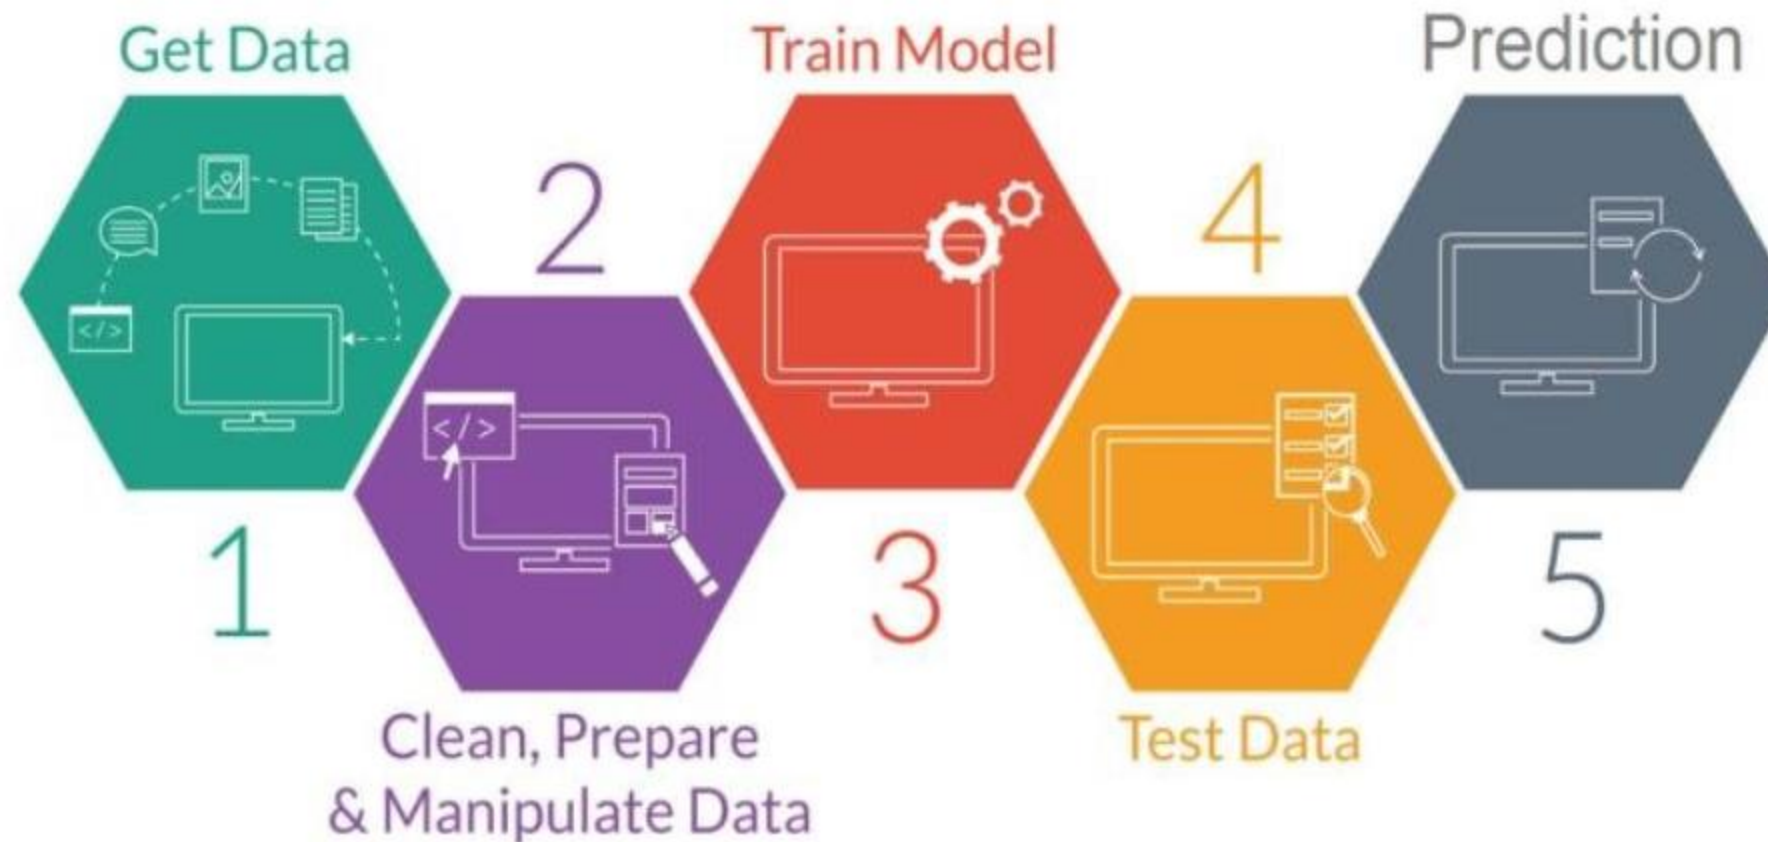 Get Data
1
</>
2
</>
Clean, Prepare
& Manipulate Data
Train Model
3
4
Test Data
Prediction
5